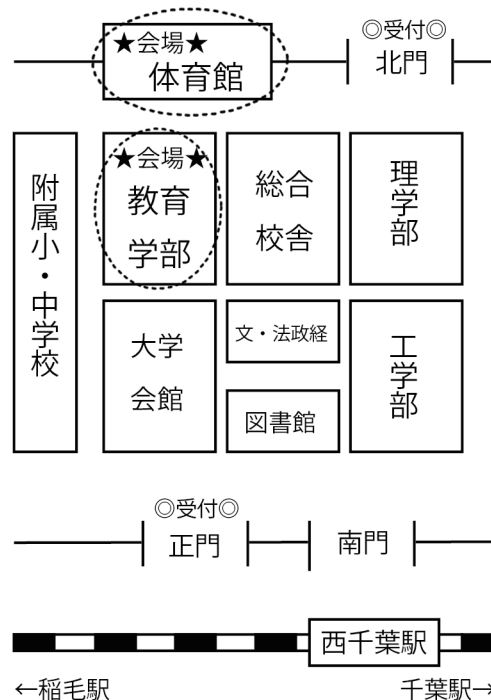 ◎受付◎
北門
★会場★
体育館
附属小・中学校
★会場★
教育
学部
総合
校舎
理学部
大学
会館
文・法政経
図書館
工学部
◎受付◎
正門
南門
西千葉駅
←稲毛駅
千葉駅→